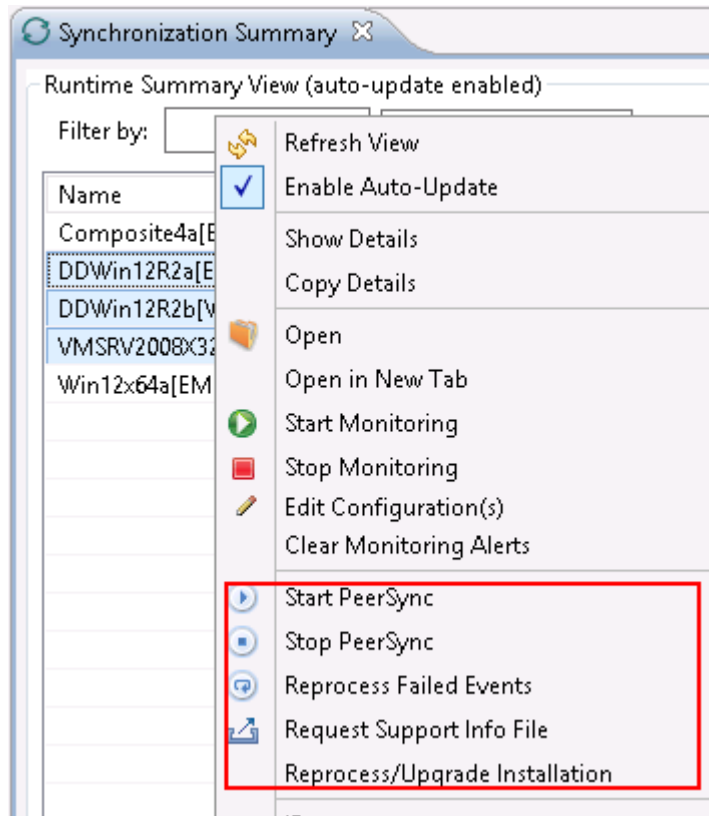 Synchronization Summary
Runtime Summary View (auto-update enabled)
Filter by:
Name
Composite4a[E
DDWin12R2a[E
DDWin12R2b[V
VMSRV2008X32
Win12x64a[EM
Refresh View
Enable Auto-Update
Show Details
Copy Details
Open
Open in New Tab
Start Monitoring
Stop Monitoring
Edit Configuration(s)
Clear Monitoring Alerts
Start PeerSync
Stop PeerSync
Reprocess Failed Events
Request Support Info File
Reprocess/Upgrade Installation